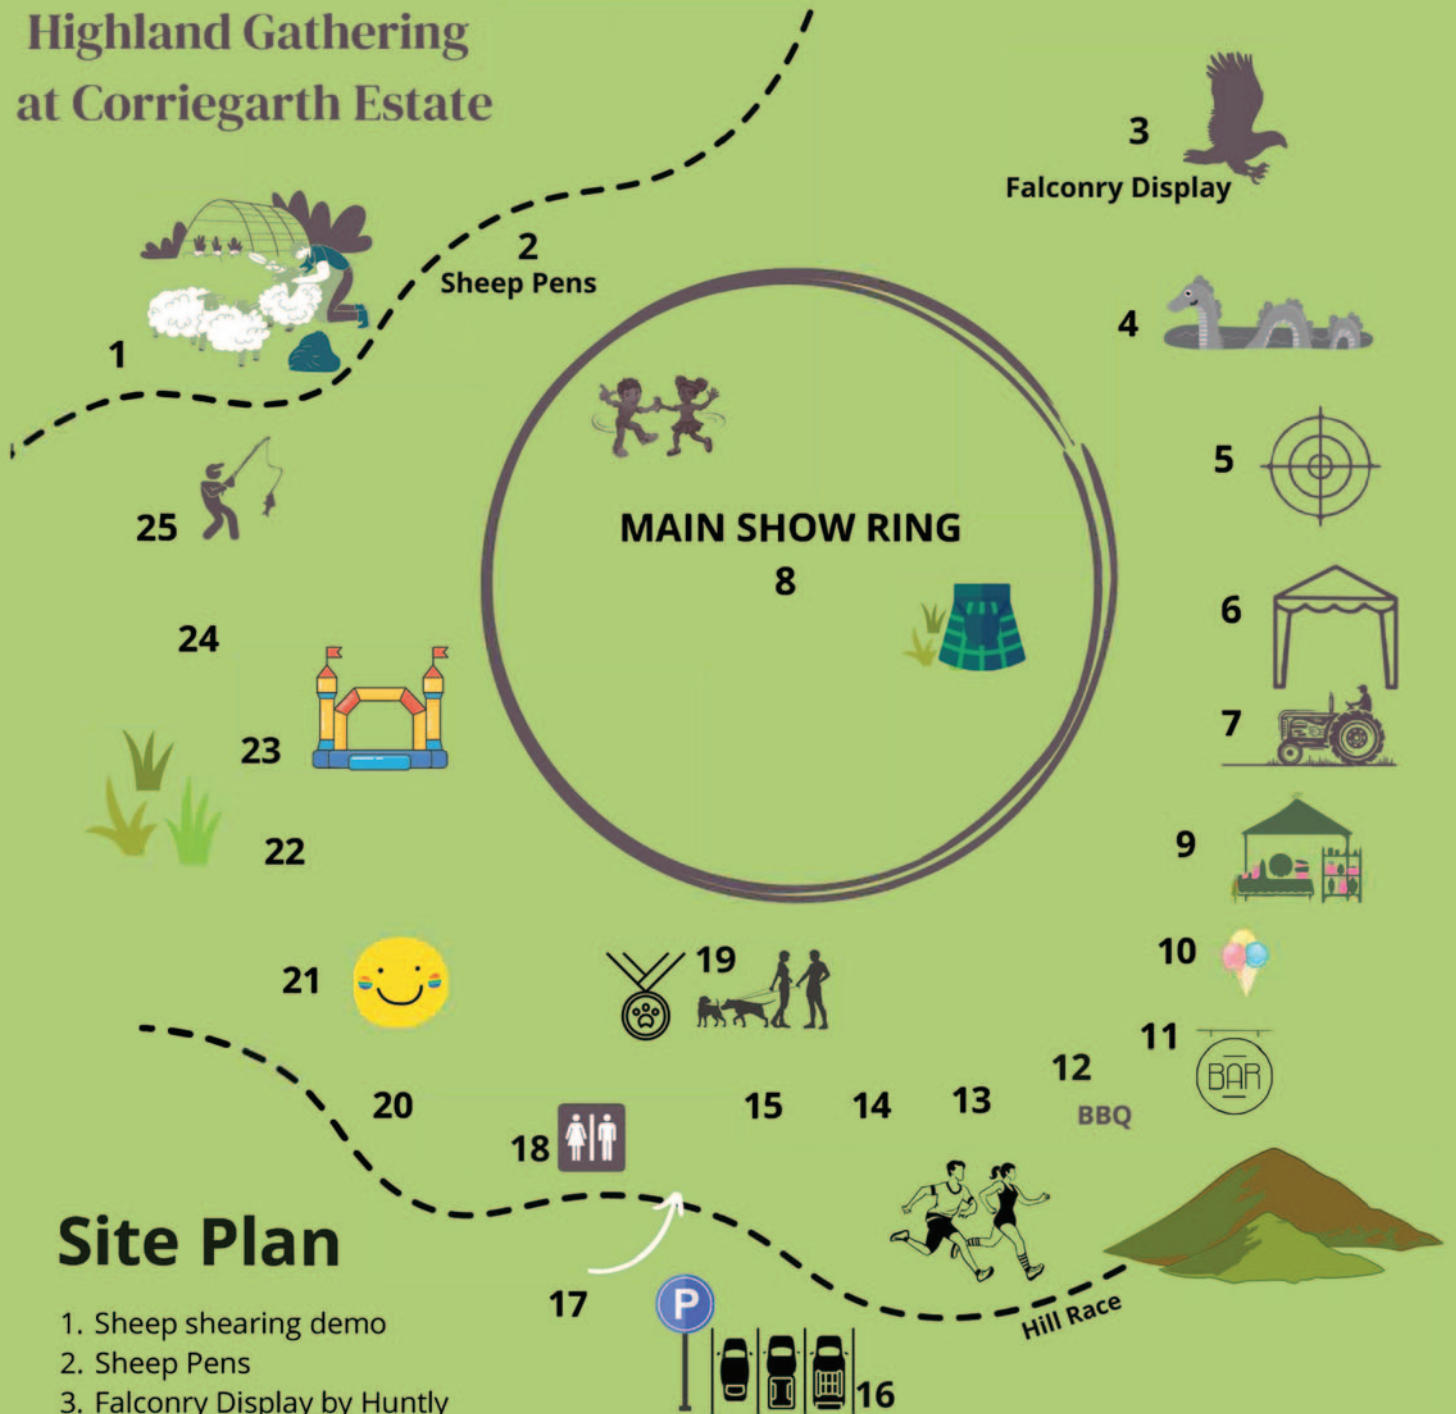 Highland Gathering
at Corriegarth Estate
3
Falconry Display
2
Sheep Pens
1
4
5
25
MAIN SHOW RING
8
6
24
7
23
9
22
10
21
19
11
12
BBQ
20
15
14
13
18
Hill Race
17
P
16
BAR
Site Plan
1. Sheep shearing demo
2. Sheep Pens
3. Falconry Display by Huntly